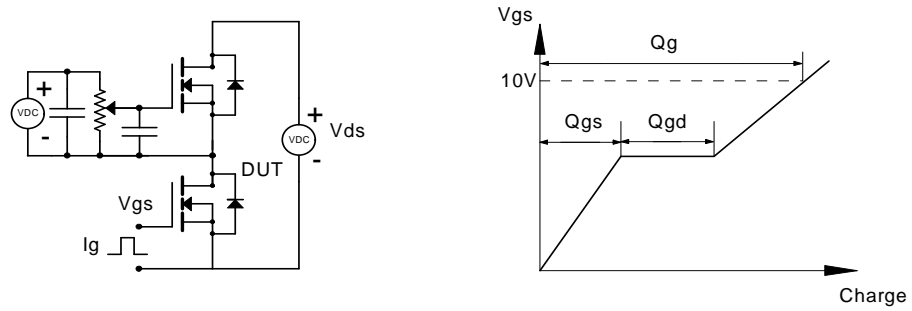 +
VDC
-
Vgs
Ig
DUT
+
VDC
-
Vds
Vgs
Qg
10V
Qgs
Qgd
Charge